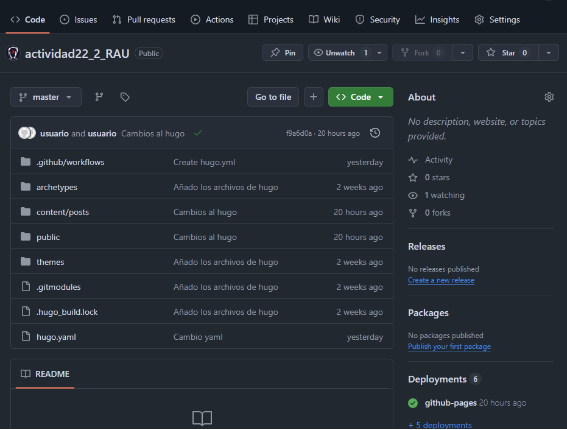 Code Issues Pull requests Actions Projects Wiki Security Insights Settings
actividad22_2_RAU Public Pin Unwatch 1 Fork 0 Star 0
master Go to file Code
usuario and usuario Cambios al hugo f9a6d0a · 20 hours ago
.github/workflows Create hugo.yml yesterday
archetypes Añado los archivos de hugo 2 weeks ago
content/posts Cambios al hugo 20 hours ago
public Cambios al hugo 20 hours ago
themes Añado los archivos de hugo 2 weeks ago
.gitmodules Añado los archivos de hugo 2 weeks ago
.hugo_build.lock Añado los archivos de hugo 2 weeks ago
hugo.yaml Cambio yaml yesterday
README
About
No description, website, or topics
provided.
Activity
0 stars
1 watching
0 forks
Releases
No releases published
Create a new release
Packages
No packages published
Publish your first package
Deployments 6
github-pages 20 hours ago
+ 5 deployments